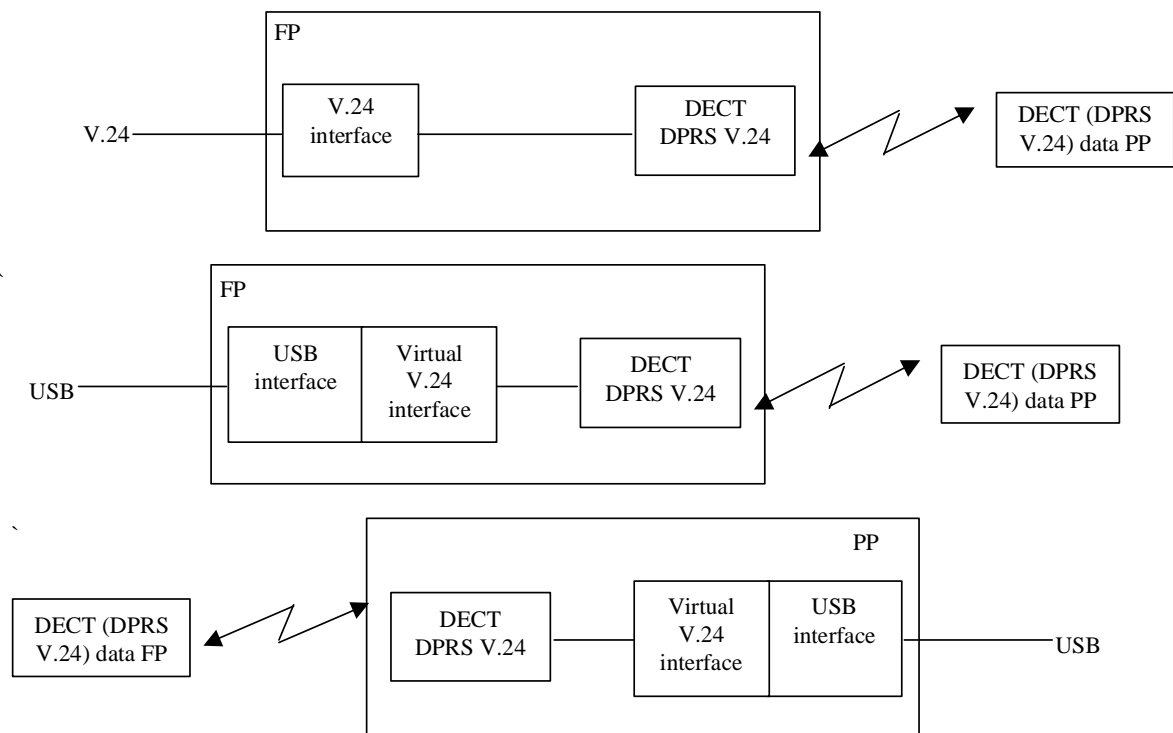 FP
V.24
V.24
interface
DECT
DPRS V.24
DECT (DPRS
V.24) data PP
`
FP
USB
USB
interface
Virtual
V.24
interface
DECT
DPRS V.24
DECT (DPRS
V.24) data PP
`
PP
DECT (DPRS
V.24) data FP
DECT
DPRS V.24
Virtual
V.24
interface
USB
interface
USB